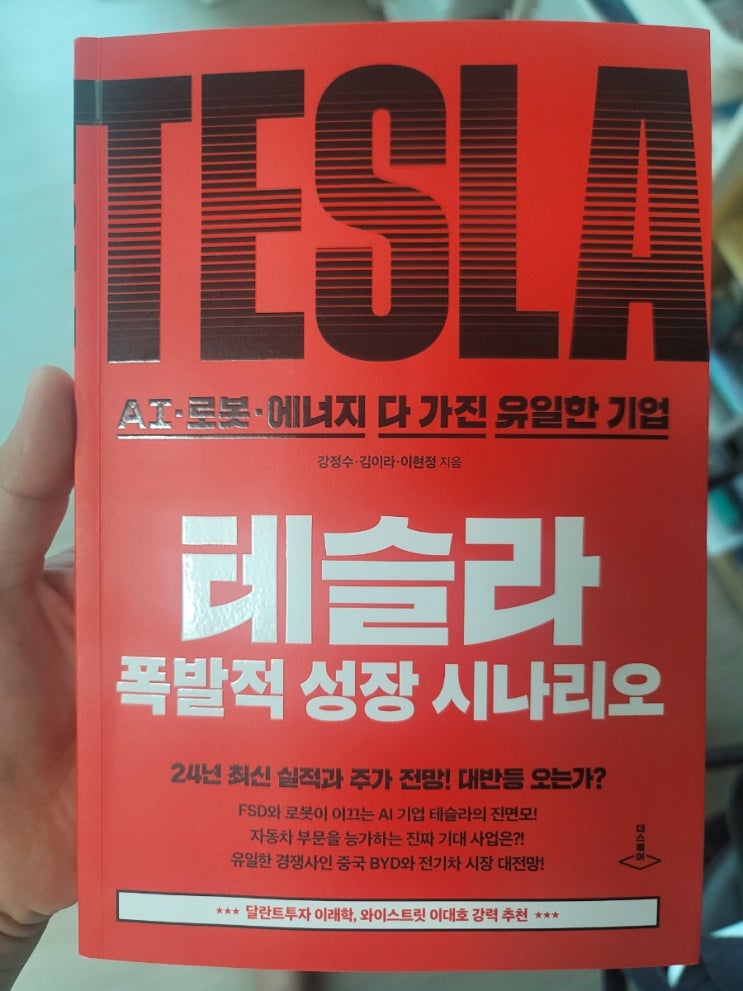 TESLA
AI·로봇·에너지 다 가진 유일한 기업
강정수·김이라·이현정 지음
테슬라
폭발적 성장 시나리오
24년 최신 실적과 주가 전망! 대반등 오는가?
FSD와 로봇이 이끄는 AI 기업 테슬라의 진면모!
자동차 부문을 능가하는 진짜 기대 사업은?!
유일한 경쟁사인 중국 BYD와 전기차 시장 대전망!
더스퀘어
★★★ 달란트투자 이래학, 와이스트릿 이대호 강력 추천 ★★★